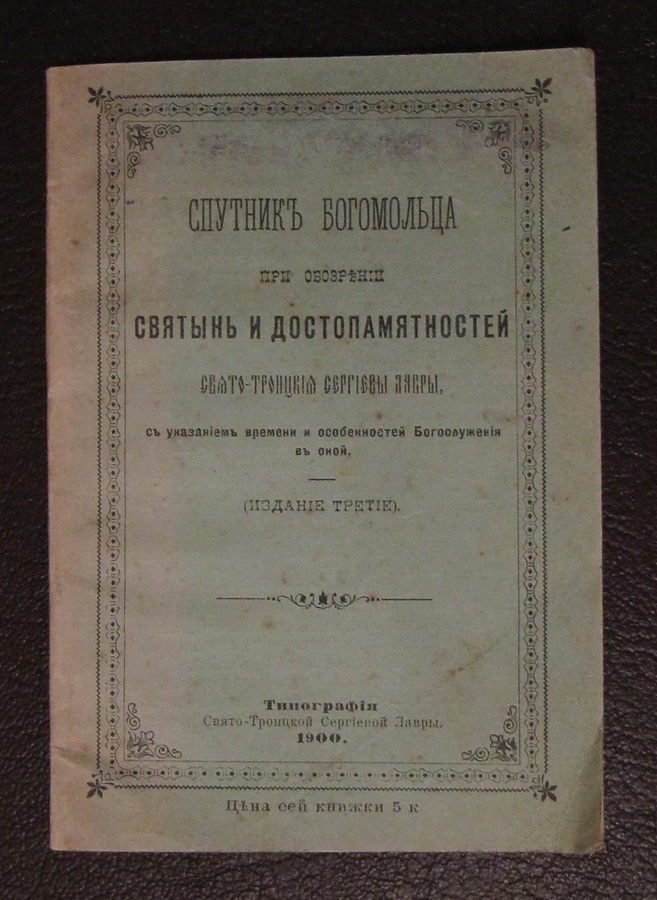 СПУТНИКЪ БОГОМОЛЬЦА
ПРИ ОБОЗРѢНІИ
СВЯТЫНЬ И ДОСТОПАМЯТНОСТЕЙ
СВЯТО-ТРОИЦКІЯ СЕРГІЕВЫ ЛАВРЫ,
съ указаніемъ времени и особенностей Богослуженія
въ оной.
(ИЗДАНІЕ ТРЕТІЕ).
Типографія
Свято-Троицкой Сергіевой Лавры.
1900.
Цѣна сей книжки 5 к.